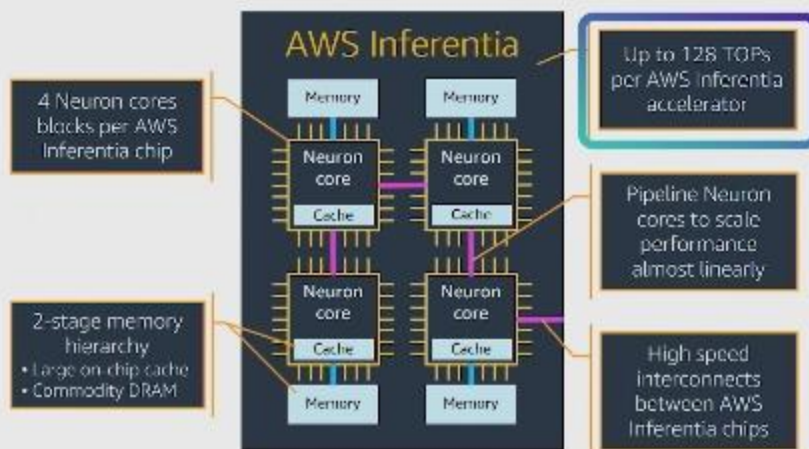 AWS Inferentia
4 Neuron cores
blocks per AWS
Inferentia chip
2-stage memory
hierarchy
• Large on-chip cache
• Commodity DRAM
Memory
Memory
Neuron
core
Cache
Neuron
core
Cache
Neuron
core
Cache
Neuron
core
Cache
Memory
Memory
Up to 128 TOPs
per AWS Inferentia
accelerator
Pipeline Neuron
cores to scale
performance
almost linearly
High speed
interconnects
between AWS
Inferentia chips